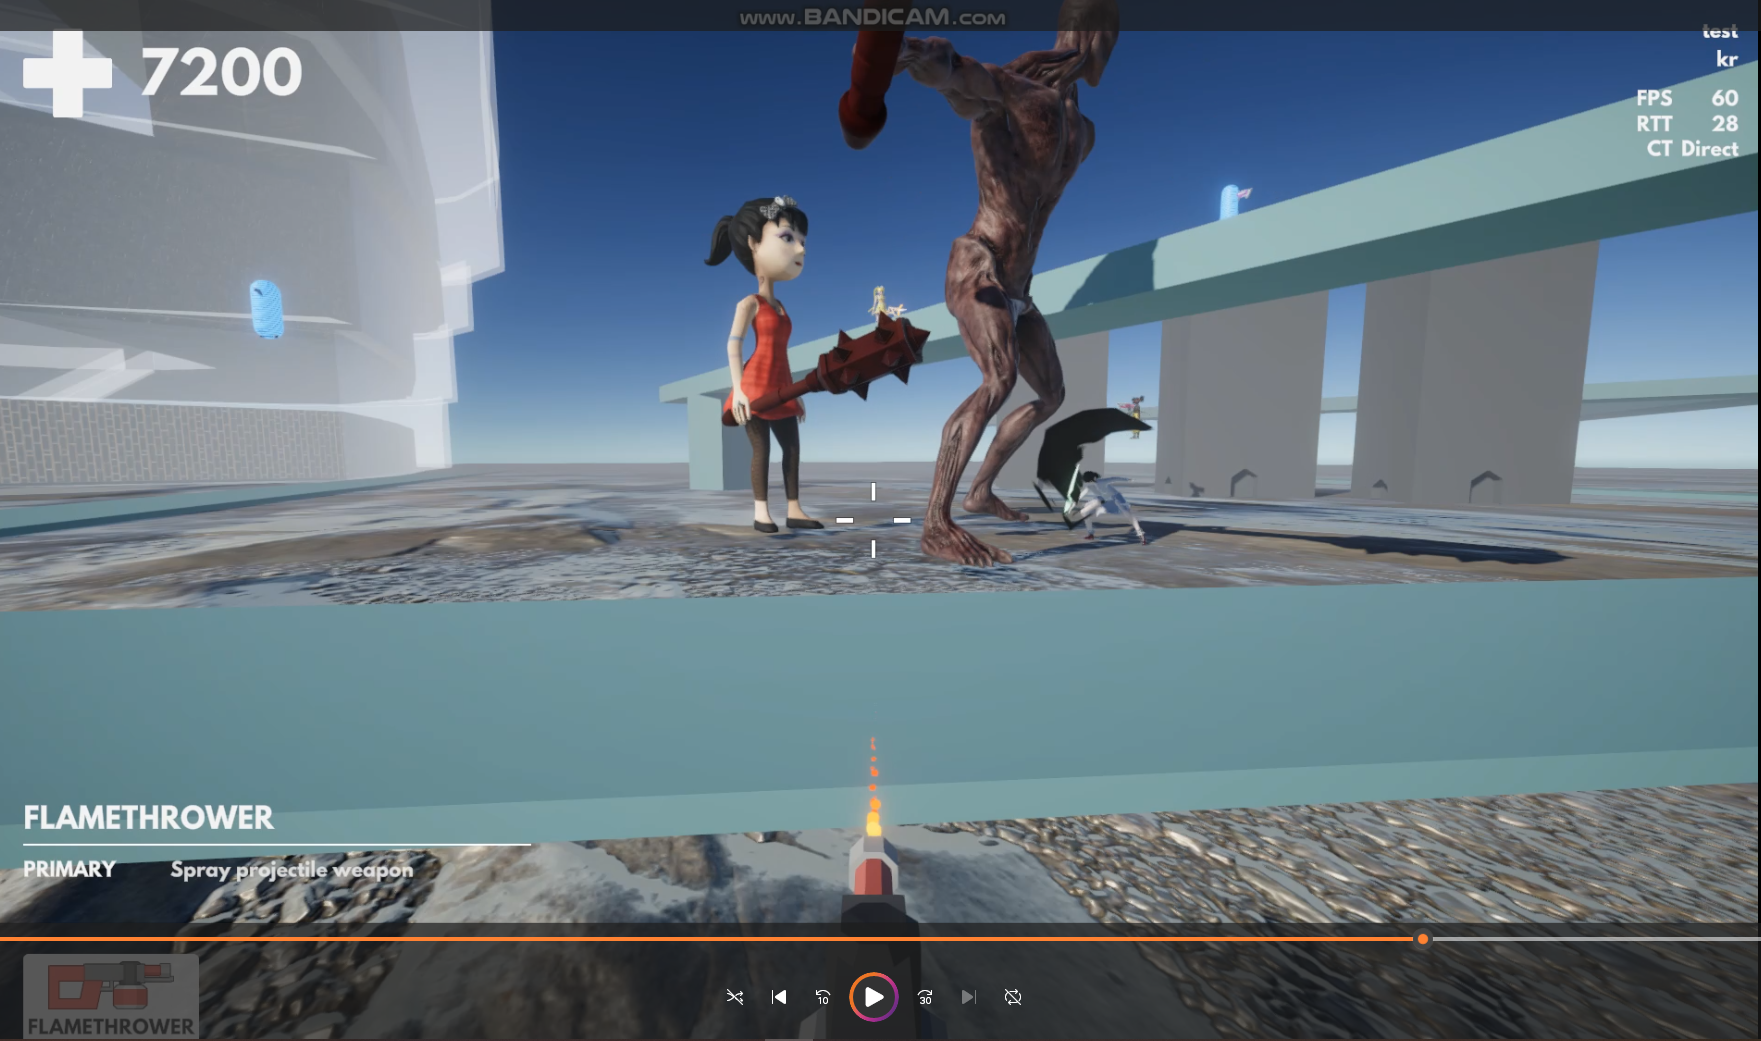 www.BANDICAM.com
7200
test
kr
FPS 60
RTT 28
CT Direct
FLAMETHROWER
PRIMARY Spray projectile weapon
10
30
FLAMETHROWER